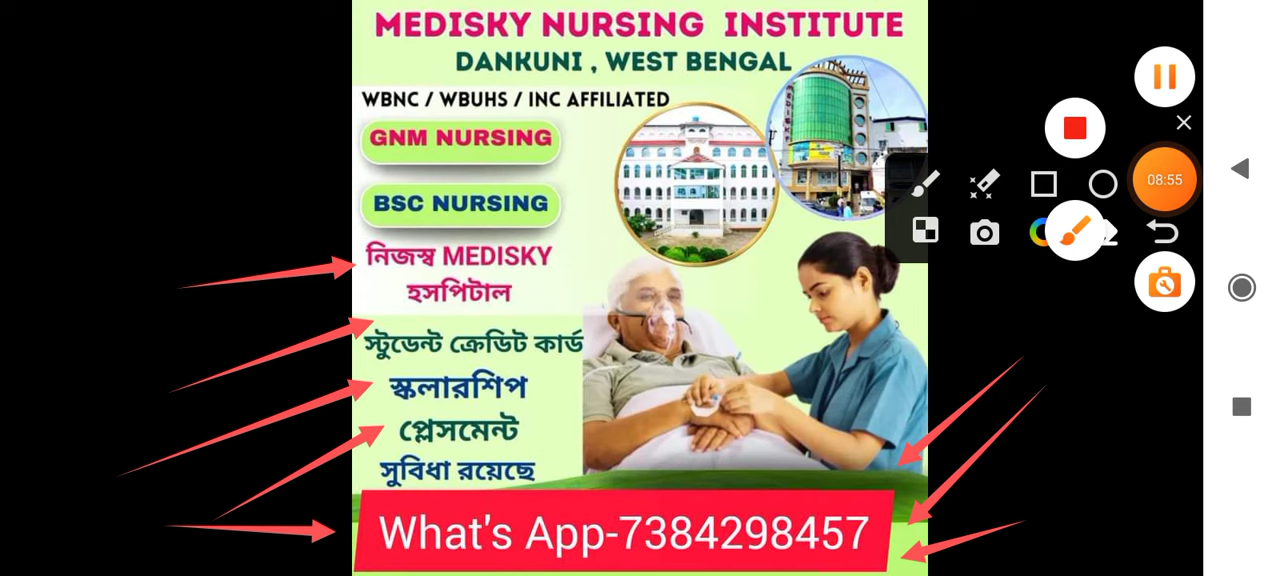 MEDISKY NURSING INSTITUTE
DANKUNI , WEST BENGAL
WBNC / WBUHS / INC AFFILIATED
GNM NURSING
BSC NURSING
নিজস্ব MEDISKY
হসপিটাল
স্টুডেন্ট ক্রেডিট কার্ড
স্কলারশিপ
প্লেসমেন্ট
সুবিধা রয়েছে
What's App-7384298457
MEDISKY
08:55